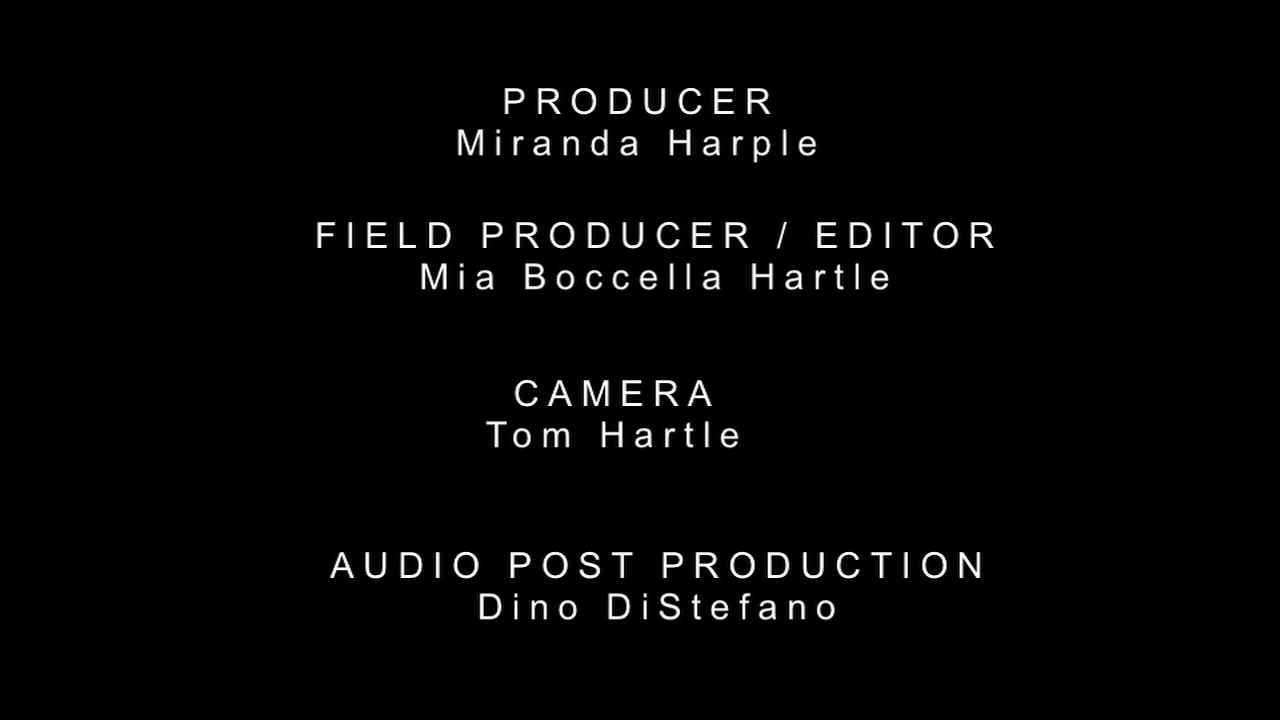 PRODUCER
Miranda Harple
FIELD PRODUCER / EDITOR
Mia Boccella Hartle
CAMERA
Tom Hartle
AUDIO POST PRODUCTION
Dino DiStefano